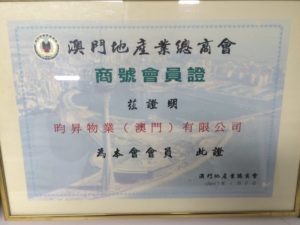 澳門地產業總商會
商號會員證
茲證明
昀昇物業（澳門）有限公司
為本會會員 此證
澳門地產業總商會